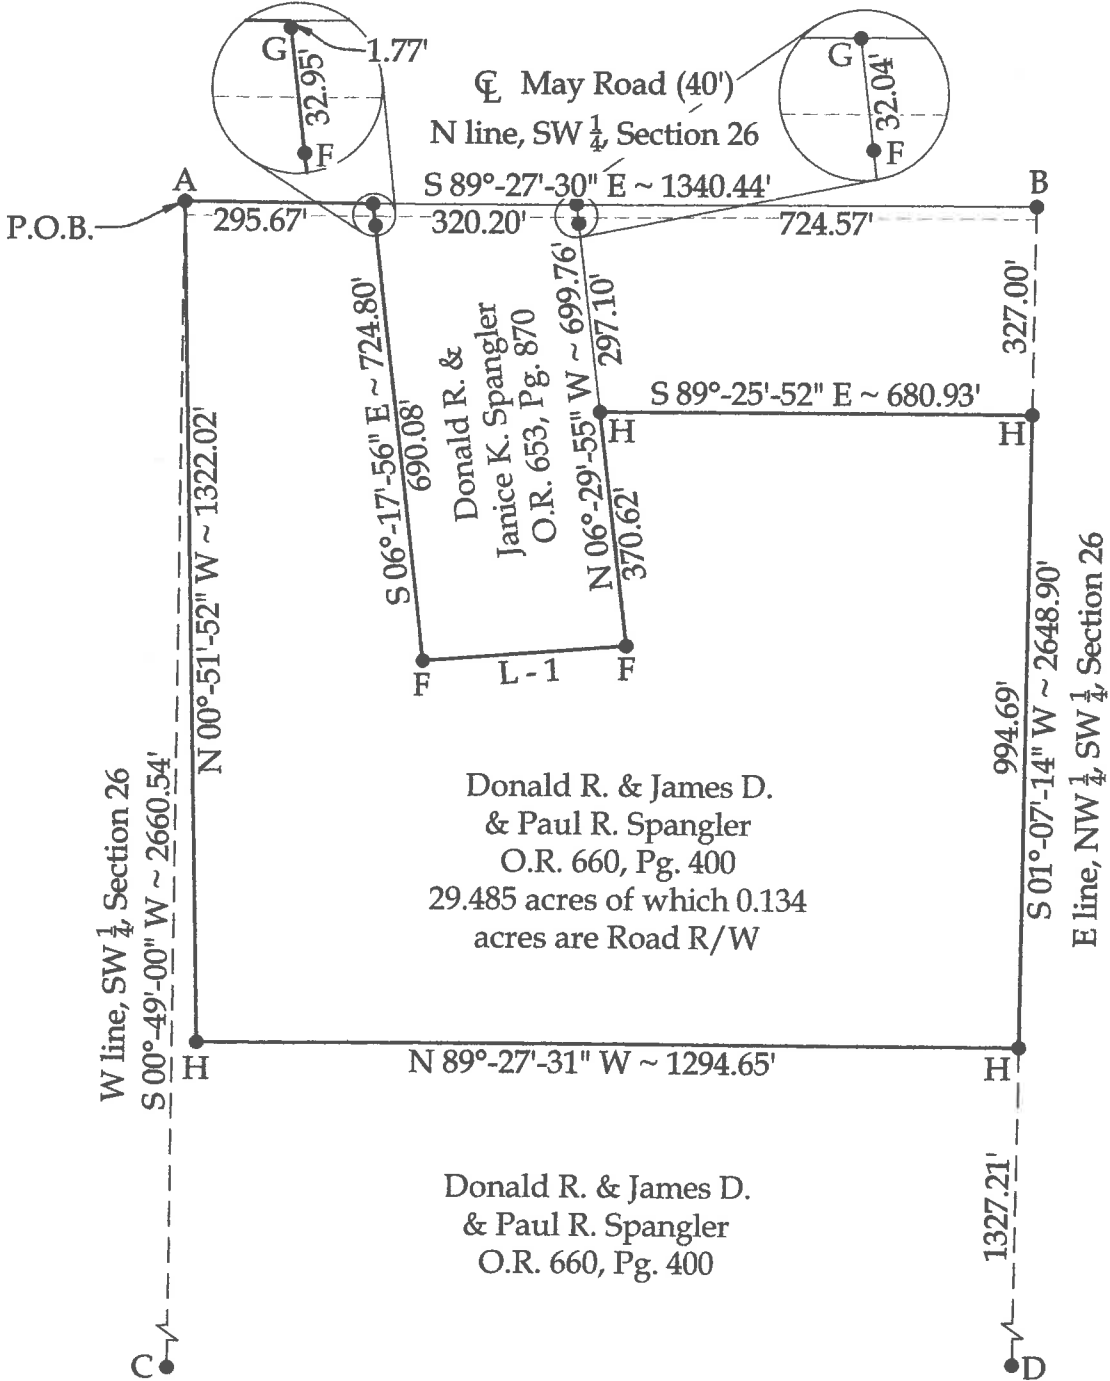 G
1.77'
32.95'
F
℄ May Road (40')
N line, SW 1/4, Section 26
G
32.04'
F
A
S 89°-27'-30" E ~ 1340.44'
B
P.O.B.
295.67'
320.20'
724.57'
S 06°-17'-56" E ~ 724.80'
690.08'
Donald R. &
Janice K. Spangler
O.R. 653, Pg. 870
N 06°-29'-55" W ~ 699.76'
297.10'
370.62'
327.00'
S 89°-25'-52" E ~ 680.93'
H
H
F
L - 1
F
N 00°-51'-52" W ~ 1322.02'
W line, SW 1/4, Section 26
S 00°-49'-00" W ~ 2660.54'
994.69'
S 01°-07'-14" W ~ 2648.90'
E line, NW 1/4, SW 1/4, Section 26
Donald R. & James D.
& Paul R. Spangler
O.R. 660, Pg. 400
29.485 acres of which 0.134
acres are Road R/W
H
N 89°-27'-31" W ~ 1294.65'
H
Donald R. & James D.
& Paul R. Spangler
O.R. 660, Pg. 400
1327.21'
C
D